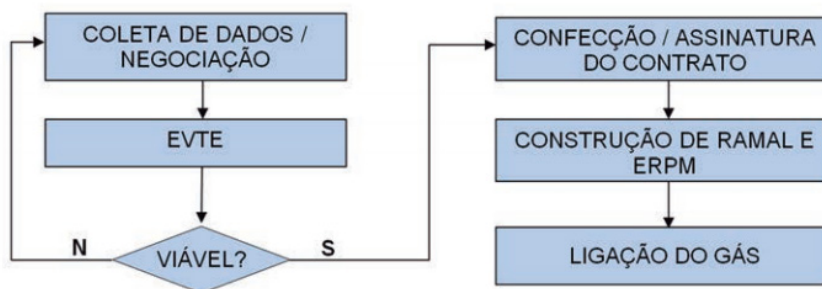 COLETA DE DADOS /
NEGOCIAÇÃO
EVTE
VIÁVEL?
N
S
CONFECÇÃO / ASSINATURA
DO CONTRATO
CONSTRUÇÃO DE RAMAL E
ERPM
LIGAÇÃO DO GÁS